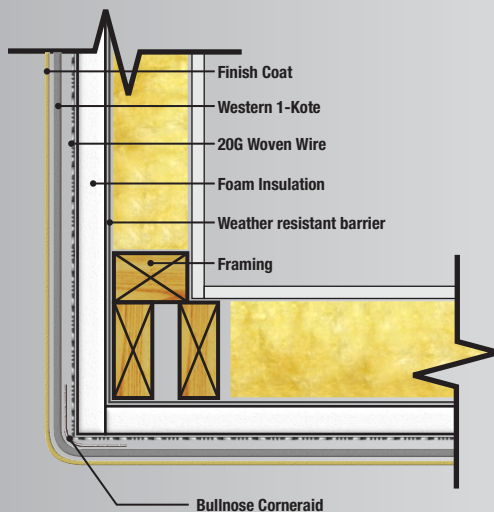 Finish Coat
Western 1-Kote
20G Woven Wire
Foam Insulation
Weather resistant barrier
Framing
Bullnose Corneraid